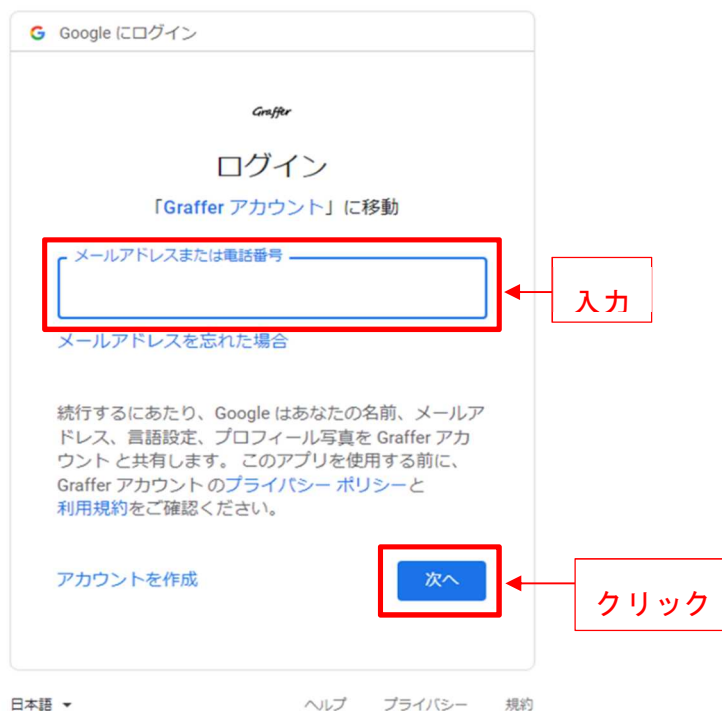 Google にログイン
Graffer
ログイン
「Graffer アカウント」に移動
メールアドレスまたは電話番号
入力
メールアドレスを忘れた場合
続行するにあたり、Google はあなたの名前、メールア
ドレス、言語設定、プロフィール写真を Graffer アカ
ウント と共有します。 このアプリを使用する前に、
Graffer アカウント のプライバシー ポリシーと
利用規約をご確認ください。
アカウントを作成
次へ
クリック
日本語
ヘルプ プライバシー 規約